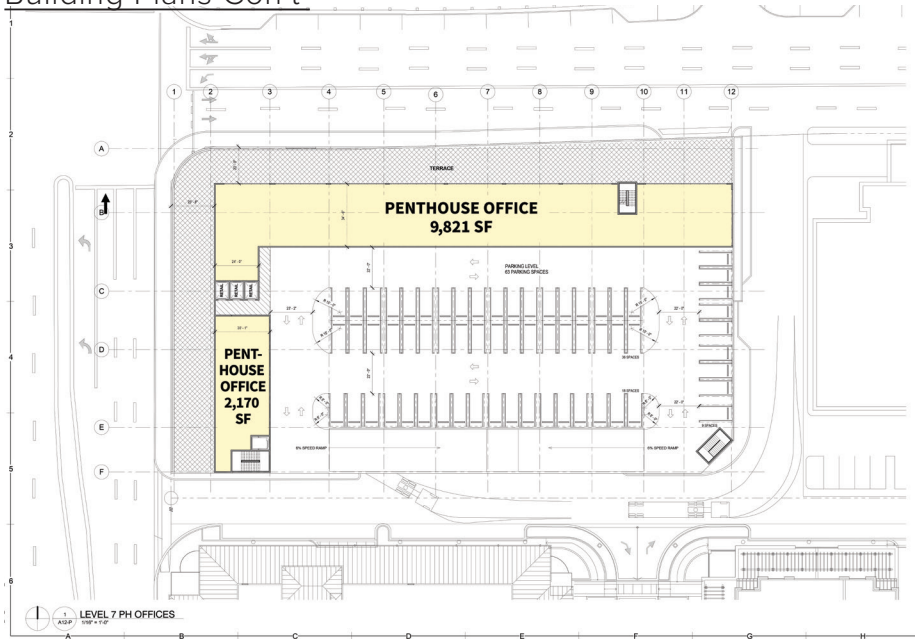 Building Plans Con't
1
1 2 3 4 5 6 7 8 9 10 11 12
2
A
TERRACE
B
PENTHOUSE OFFICE
9,821 SF
3
PARKING LEVEL
63 PARKING SPACES
C
RETAIL RETAIL RETAIL
4
D
PENT-
HOUSE
OFFICE
2,170
SF
E
5% SPEED RAMP
5% SPEED RAMP
5
F
6
1
A12-P
LEVEL 7 PH OFFICES
1/16" = 1'-0"
A B C D E F G H